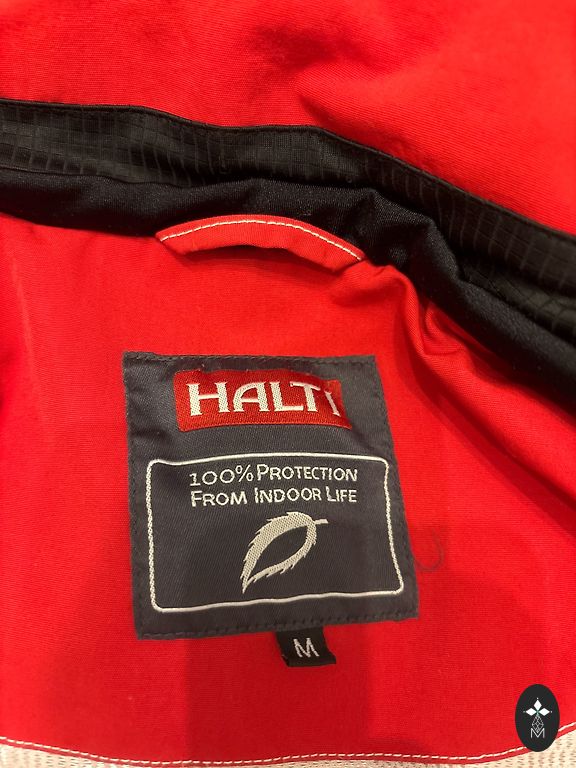 HALTI
100% PROTECTION
FROM INDOOR LIFE
M
M